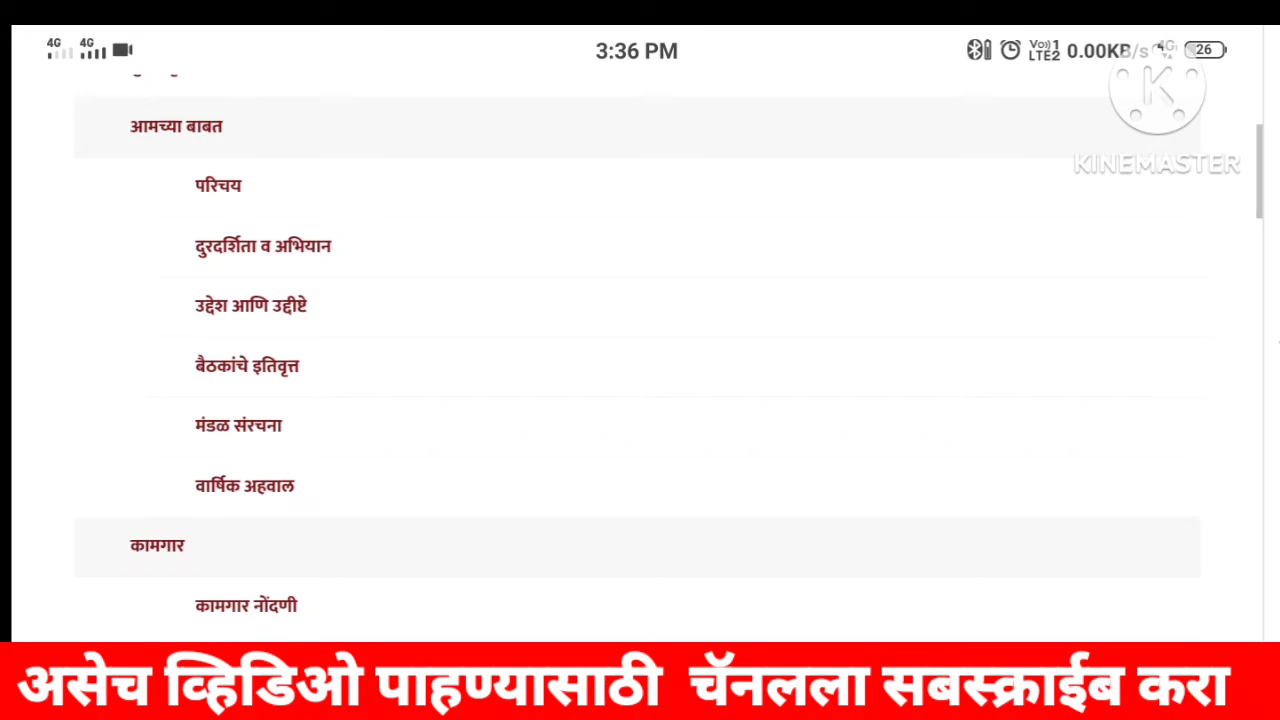 4G 4G 3:36 PM Vo))1 LTE2 0.00KB/s 4G 26
आमच्या बाबत
KINEMASTER
परिचय
दुरदर्शिता व अभियान
उद्देश आणि उद्दीष्टे
बैठकांचे इतिवृत्त
मंडळ संरचना
वार्षिक अहवाल
कामगार
कामगार नोंदणी
असेच व्हिडिओ पाहण्यासाठी चॅनलला सबस्क्राईब करा